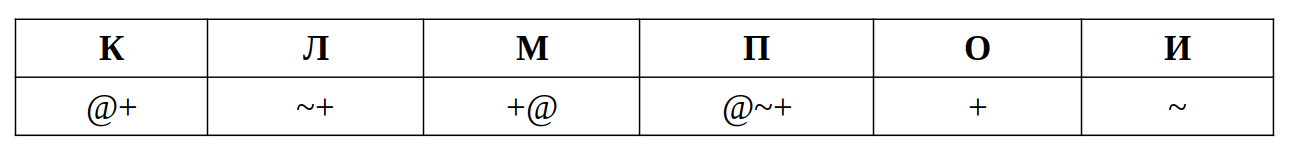 К Л М П О И
@+ ~+ +@ @~+ + ~